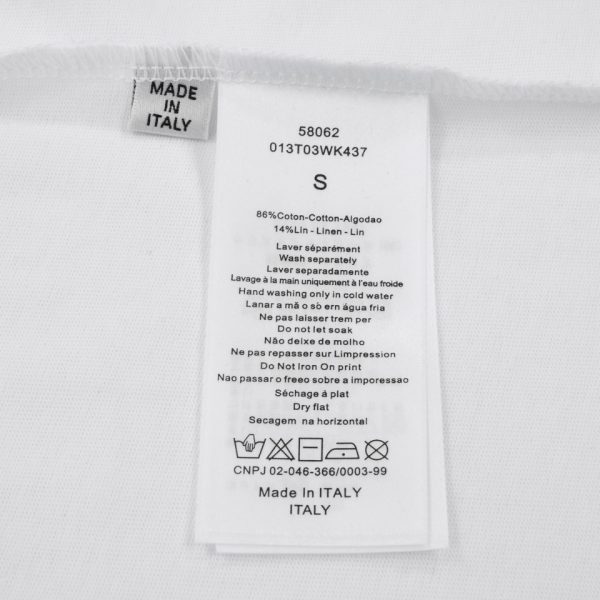 MADE
IN
ITALY
58062
013T03WK437
S
86%Coton-Cotton-Algodao
14%Lin - Linen - Lin
Laver séparément
Wash separately
Laver separadamente
Lavage à la main uniquement à l'eau froide
Hand washing only in cold water
Lanar a mã o sò ern água fria
Ne pas laisser trem per
Do not let soak
Não deixe de molho
Ne pas repasser sur Limpression
Do Not Iron On print
Nao passar o freeo sobre a imporessao
Séchage à plat
Dry flat
Secagem na horizontal
CNPJ 02-046-366/0003-99
Made In ITALY
ITALY